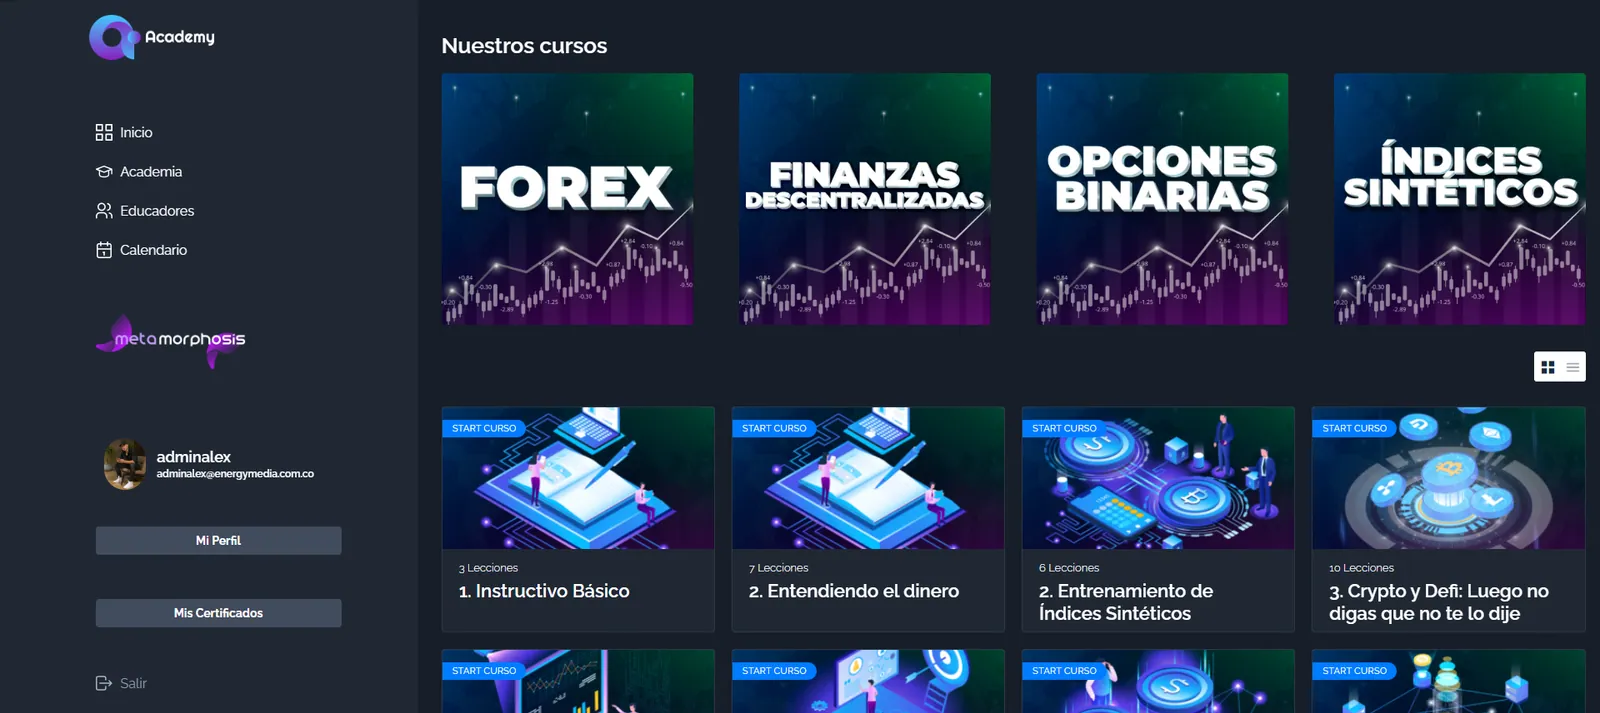 Academy
Inicio
Academia
Educadores
Calendario
metamorphosis
adminalex
adminalex@energymedia.com.co
Mi Perfil
Mis Certificados
Salir
Nuestros cursos
FOREX
FINANZAS
DESCENTRALIZADAS
OPCIONES
BINARIAS
ÍNDICES
SINTÉTICOS
START CURSO
3 Lecciones
1. Instructivo Básico
START CURSO
7 Lecciones
2. Entendiendo el dinero
START CURSO
6 Lecciones
2. Entrenamiento de
Índices Sintéticos
START CURSO
10 Lecciones
3. Crypto y Defi: Luego no
digas que no te lo dije
START CURSO
START CURSO
START CURSO
START CURSO